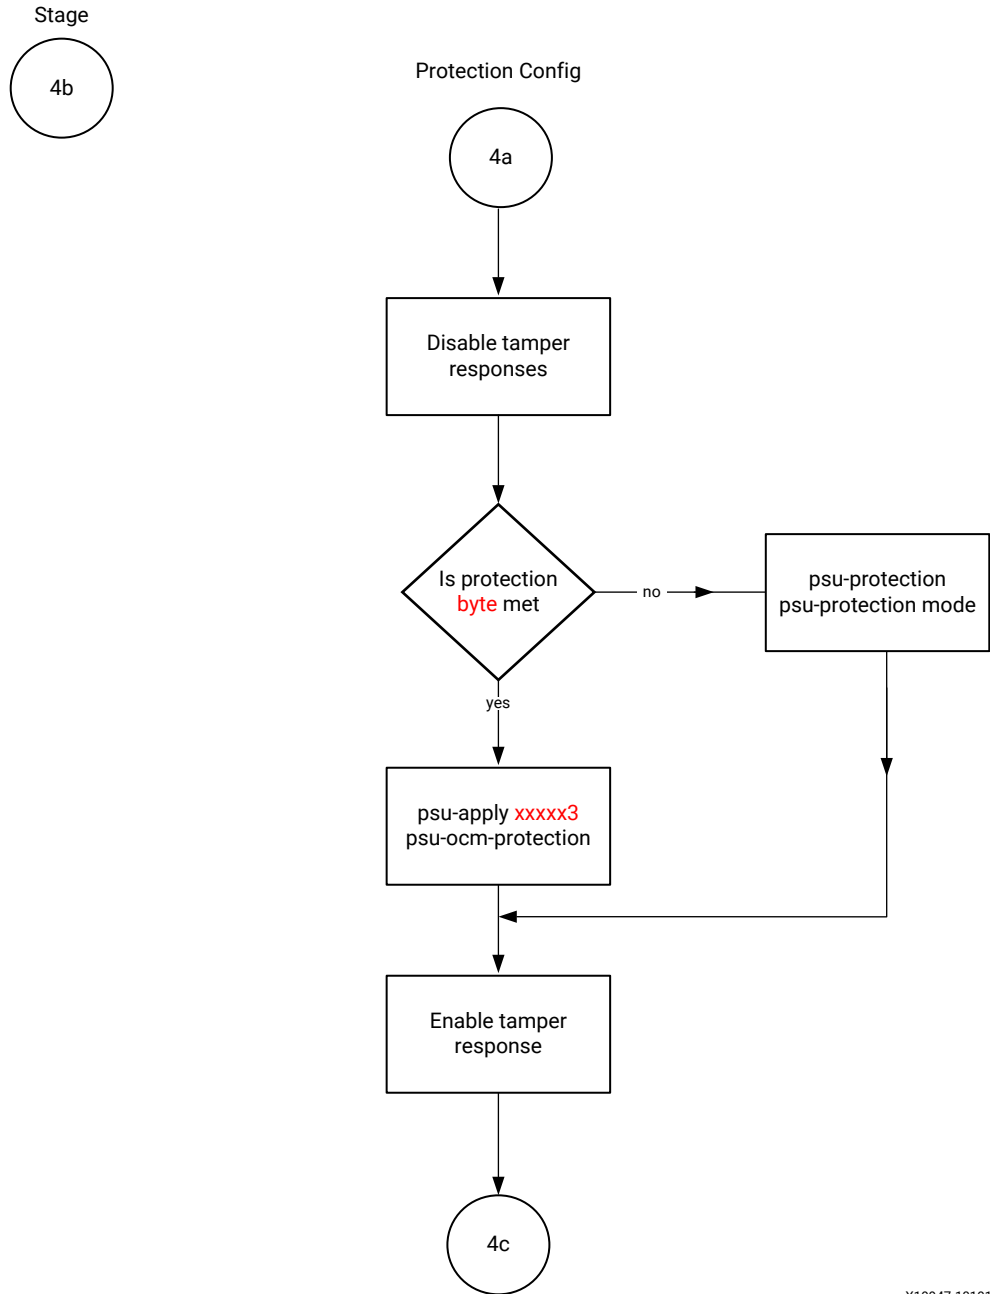 Stage
4b
Protection Config
4a
Disable tamper
responses
Is protection
byte met
no
psu-protection
psu-protection mode
yes
psu-apply xxxxx3
psu-ocm-protection
Enable tamper
response
4c